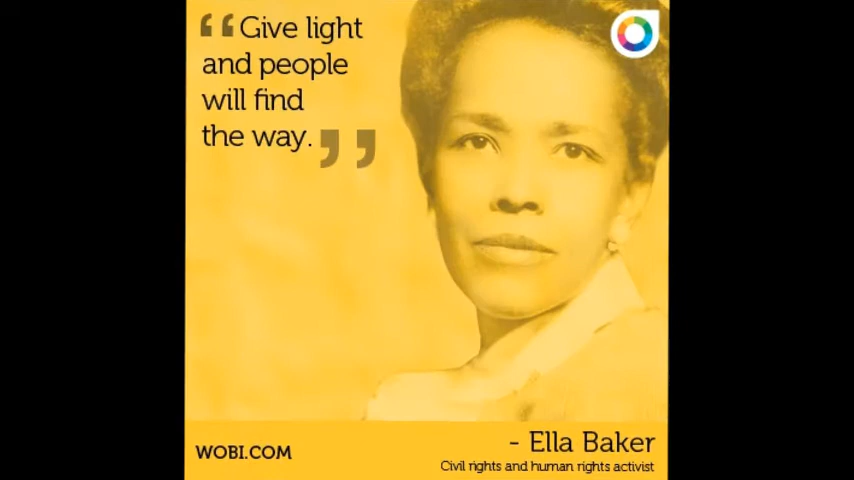 “Give light
and people
will find
the way.”
- Ella Baker
Civil rights and human rights activist
WOBI.COM